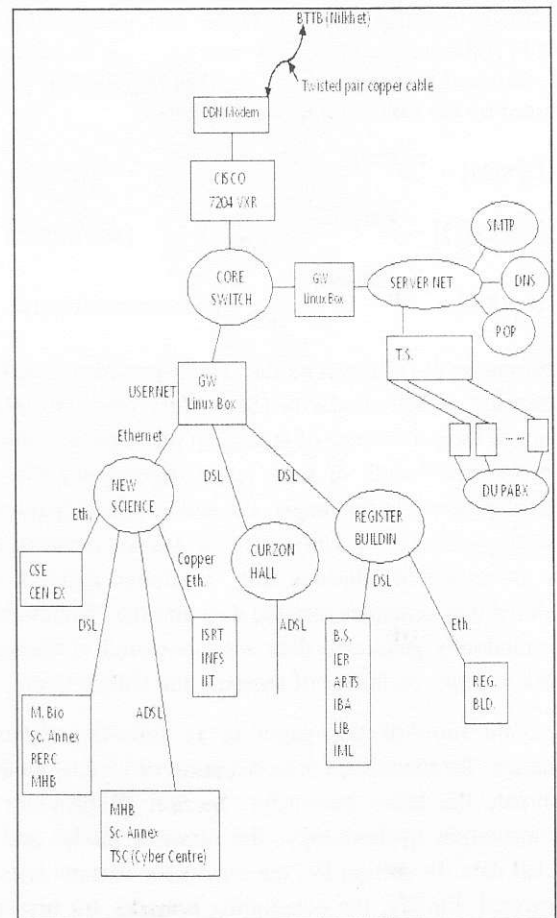 BTTB (Nilkhet)
Twisted pair copper cable
DDN Modem
CISCO
7204 VXR
CORE
SWITCH
GW
Linux Box
SERVER NET
SMTP
DNS
POP
T.S.
DU PABX
USERNET
GW
Linux Box
Ethernet
DSL
DSL
NEW
SCIENCE
CURZON
HALL
REGISTER
BUILDIN
Eth.
CSE
CEN EX
DSL
M. Bio
Sc. Annex
PERC
MHB
ADSL
MHB
Sc. Annex
TSC (Cyber Centre)
Copper
Eth.
ISRT
INFS
IIT
ADSL
DSL
B.S.
IER
ARTS
IBA
LIB
IML
Eth.
REG.
BLD.